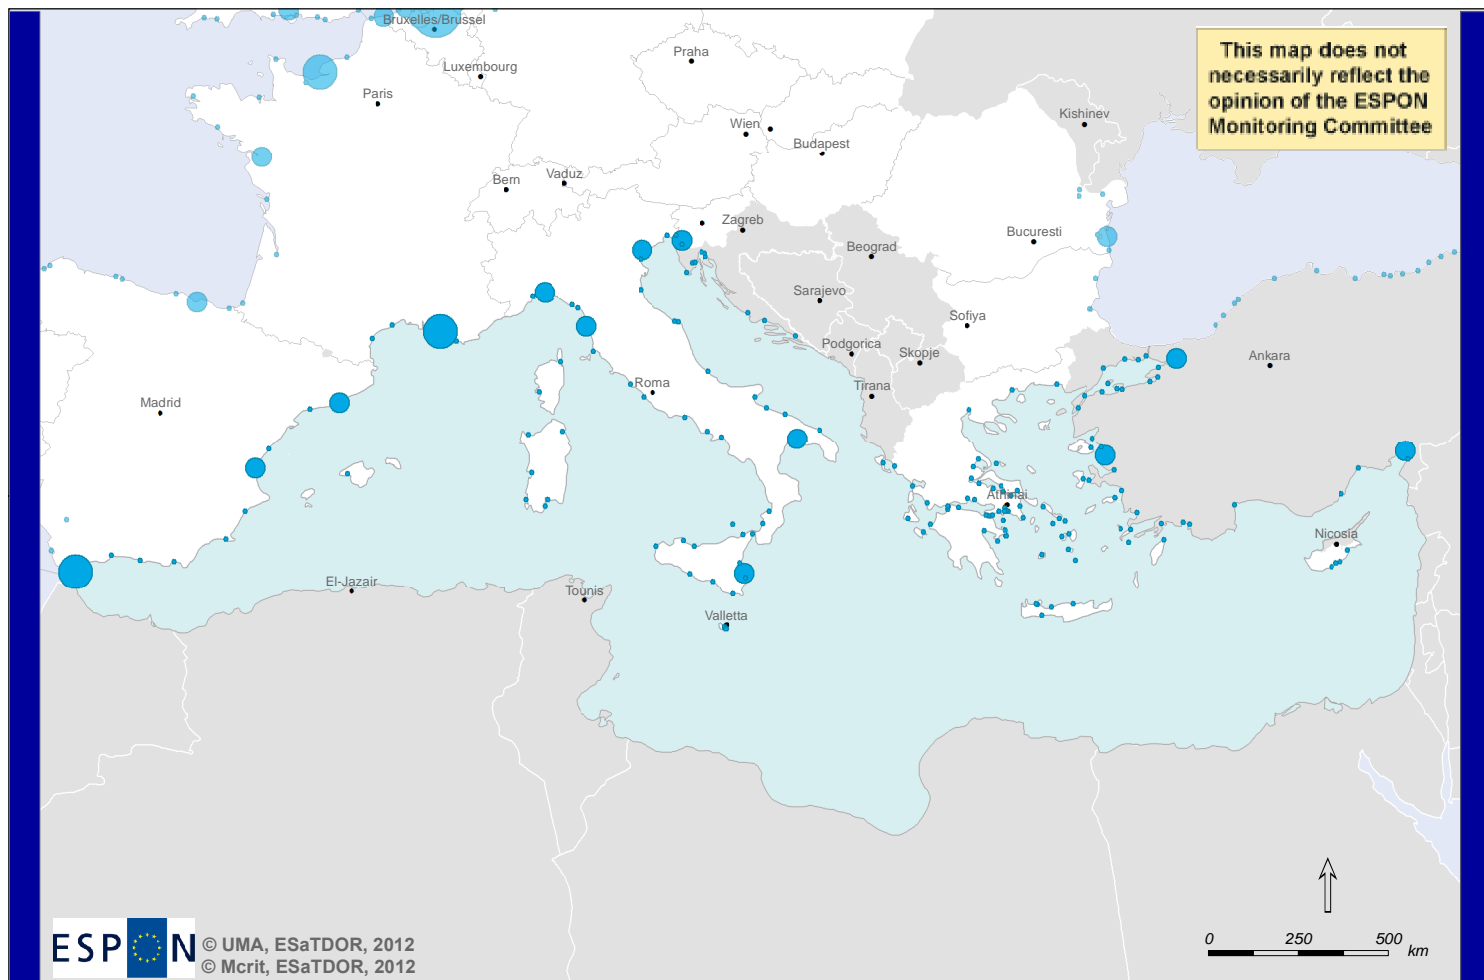 Bruxelles/Brussel
This map does not
necessarily reflect the
opinion of the ESPON
Monitoring Committee
Praha
Luxembourg
Paris
Kishinev
Wien
Budapest
Bern
Vaduz
Zagreb
Bucuresti
Beograd
Sarajevo
Sofiya
Podgorica
Skopje
Ankara
Tirana
Roma
Madrid
Athinai
Nicosia
El-Jazair
Tounis
Valletta
ESPON
© UMA, ESaTDOR, 2012
© Mcrit, ESaTDOR, 2012
0 250 500 km